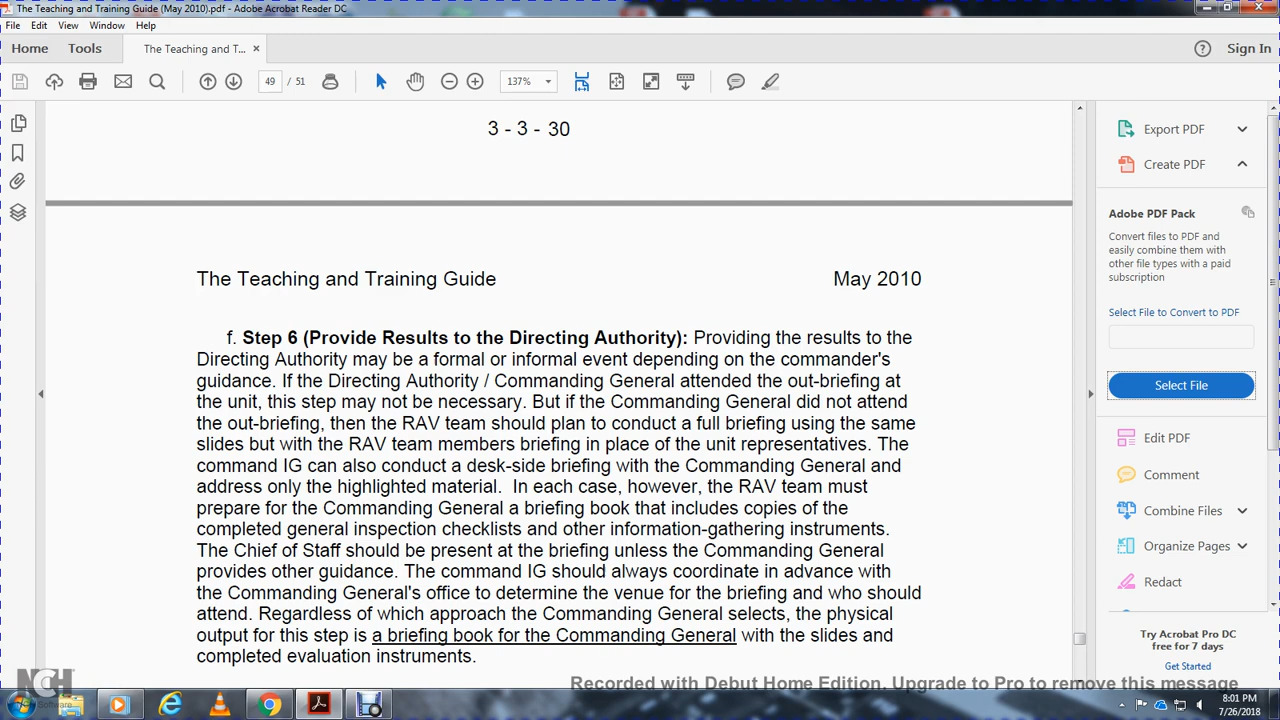 The Teaching and Training Guide (May 2010).pdf - Adobe Acrobat Reader DC
File Edit View Window Help
Home Tools The Teaching and T... × Sign In
49 / 51 137%
3 - 3 - 30
The Teaching and Training Guide May 2010
f. Step 6 (Provide Results to the Directing Authority): Providing the results to the
Directing Authority may be a formal or informal event depending on the commander's
guidance. If the Directing Authority / Commanding General attended the out-briefing at
the unit, this step may not be necessary. But if the Commanding General did not attend
the out-briefing, then the RAV team should plan to conduct a full briefing using the same
slides but with the RAV team members briefing in place of the unit representatives. The
command IG can also conduct a desk-side briefing with the Commanding General and
address only the highlighted material. In each case, however, the RAV team must
prepare for the Commanding General a briefing book that includes copies of the
completed general inspection checklists and other information-gathering instruments.
The Chief of Staff should be present at the briefing unless the Commanding General
provides other guidance. The command IG should always coordinate in advance with
the Commanding General's office to determine the venue for the briefing and who should
attend. Regardless of which approach the Commanding General selects, the physical
output for this step is a briefing book for the Commanding General with the slides and
completed evaluation instruments.
Export PDF
Create PDF
Adobe PDF Pack
Convert files to PDF and
easily combine them with
other file types with a paid
subscription
Select File to Convert to PDF
Select File
Edit PDF
Comment
Combine Files
Organize Pages
Redact
Try Acrobat Pro DC
free for 7 days
Get Started
NCH
Software
Recorded with Debut Home Edition. Upgrade to Pro to remove this message
8:01 PM
7/26/2018